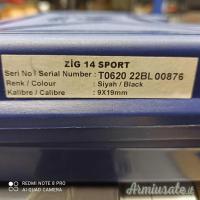 ZİG 14 SPORT
Seri No \ Serial Number : T0620 22BL 00876
Renk / Colour : Siyah / Black
Kalibre / Calibre : 9X19mm
REDMI NOTE 8 PRO
AI QUAD CAMERA
Armiusate.it